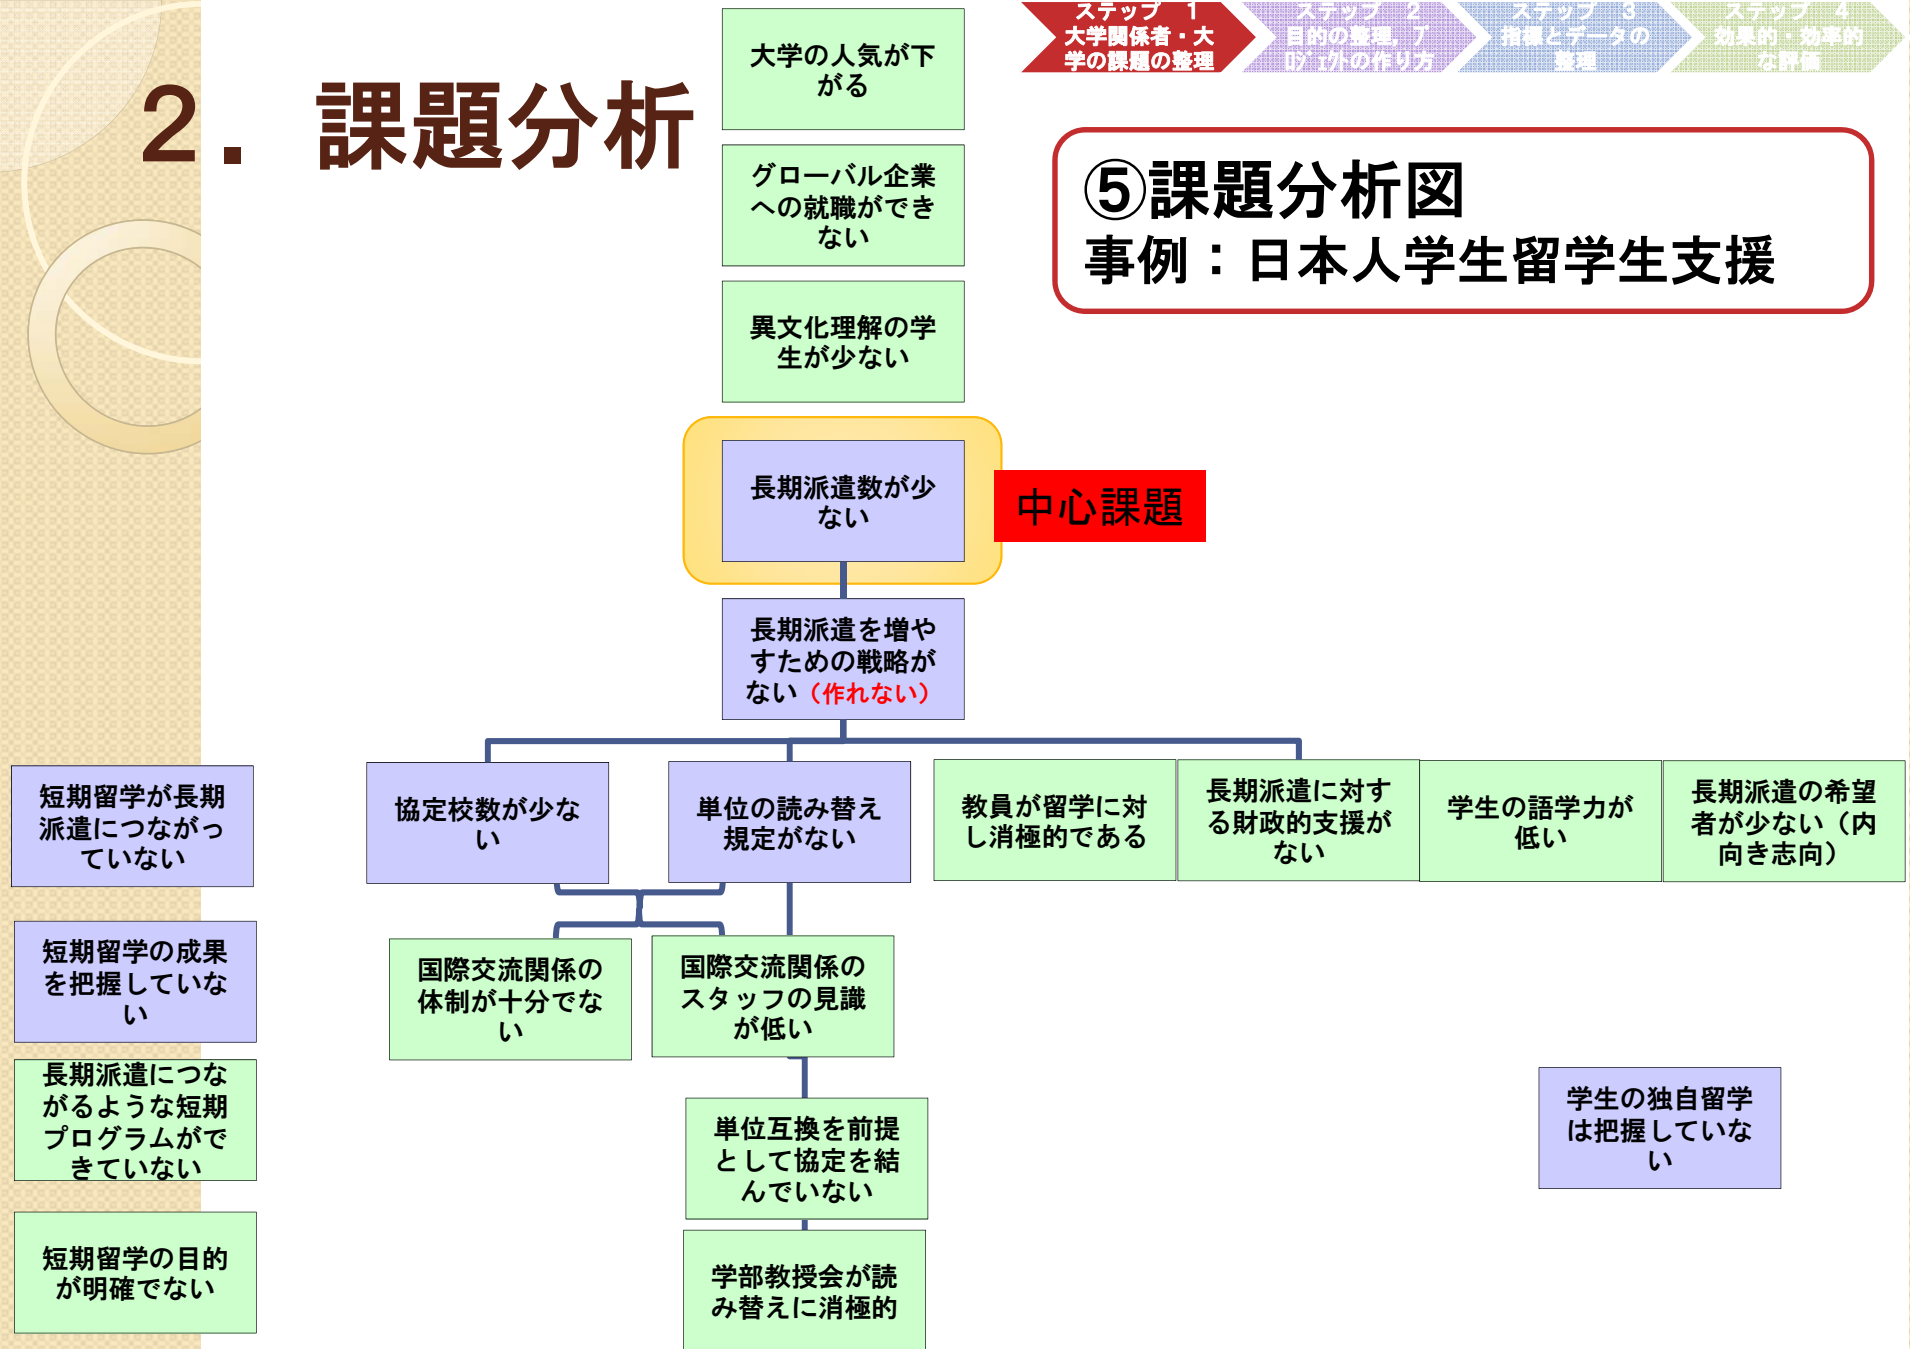 ステップ 1
大学関係者・大
学の課題の整理
ステップ 2
ステップ 3
指標とデータの
整理
ステップ 4
効果的・効率的
な評価
2. 課題分析
⑤課題分析図
事例：日本人学生留学生支援
大学の人気が下
がる
グローバル企業
への就職ができ
ない
異文化理解の学
生が少ない
長期派遣数が少
ない
中心課題
長期派遣を増や
すための戦略が
ない（作れない）
短期留学が長期
派遣につながっ
ていない
協定校数が少な
い
単位の読み替え
規定がない
教員が留学に対
し消極的である
長期派遣に対す
る財政的支援が
ない
学生の語学力が
低い
長期派遣の希望
者が少ない（内
向き志向）
短期留学の成果
を把握していな
い
国際交流関係の
体制が十分でな
い
国際交流関係の
スタッフの見識
が低い
長期派遣につな
がるような短期
プログラムがで
きていない
単位互換を前提
として協定を結
んでいない
学生の独自留学
は把握していな
い
短期留学の目的
が明確でない
学部教授会が読
み替えに消極的